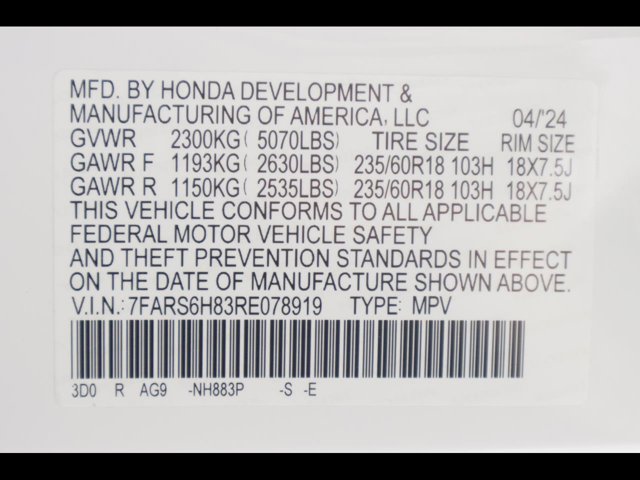 MFD. BY HONDA DEVELOPMENT &
MANUFACTURING OF AMERICA, LLC 04/'24
GVWR 2300KG( 5070LBS) TIRE SIZE RIM SIZE
GAWR F 1193KG( 2630LBS) 235/60R18 103H 18X7.5J
GAWR R 1150KG( 2535LBS) 235/60R18 103H 18X7.5J
THIS VEHICLE CONFORMS TO ALL APPLICABLE
FEDERAL MOTOR VEHICLE SAFETY
AND THEFT PREVENTION STANDARDS IN EFFECT
ON THE DATE OF MANUFACTURE SHOWN ABOVE.
V.I.N.: 7FARS6H83RE078919 TYPE: MPV
3D0 R AG9 -NH883P -S -E